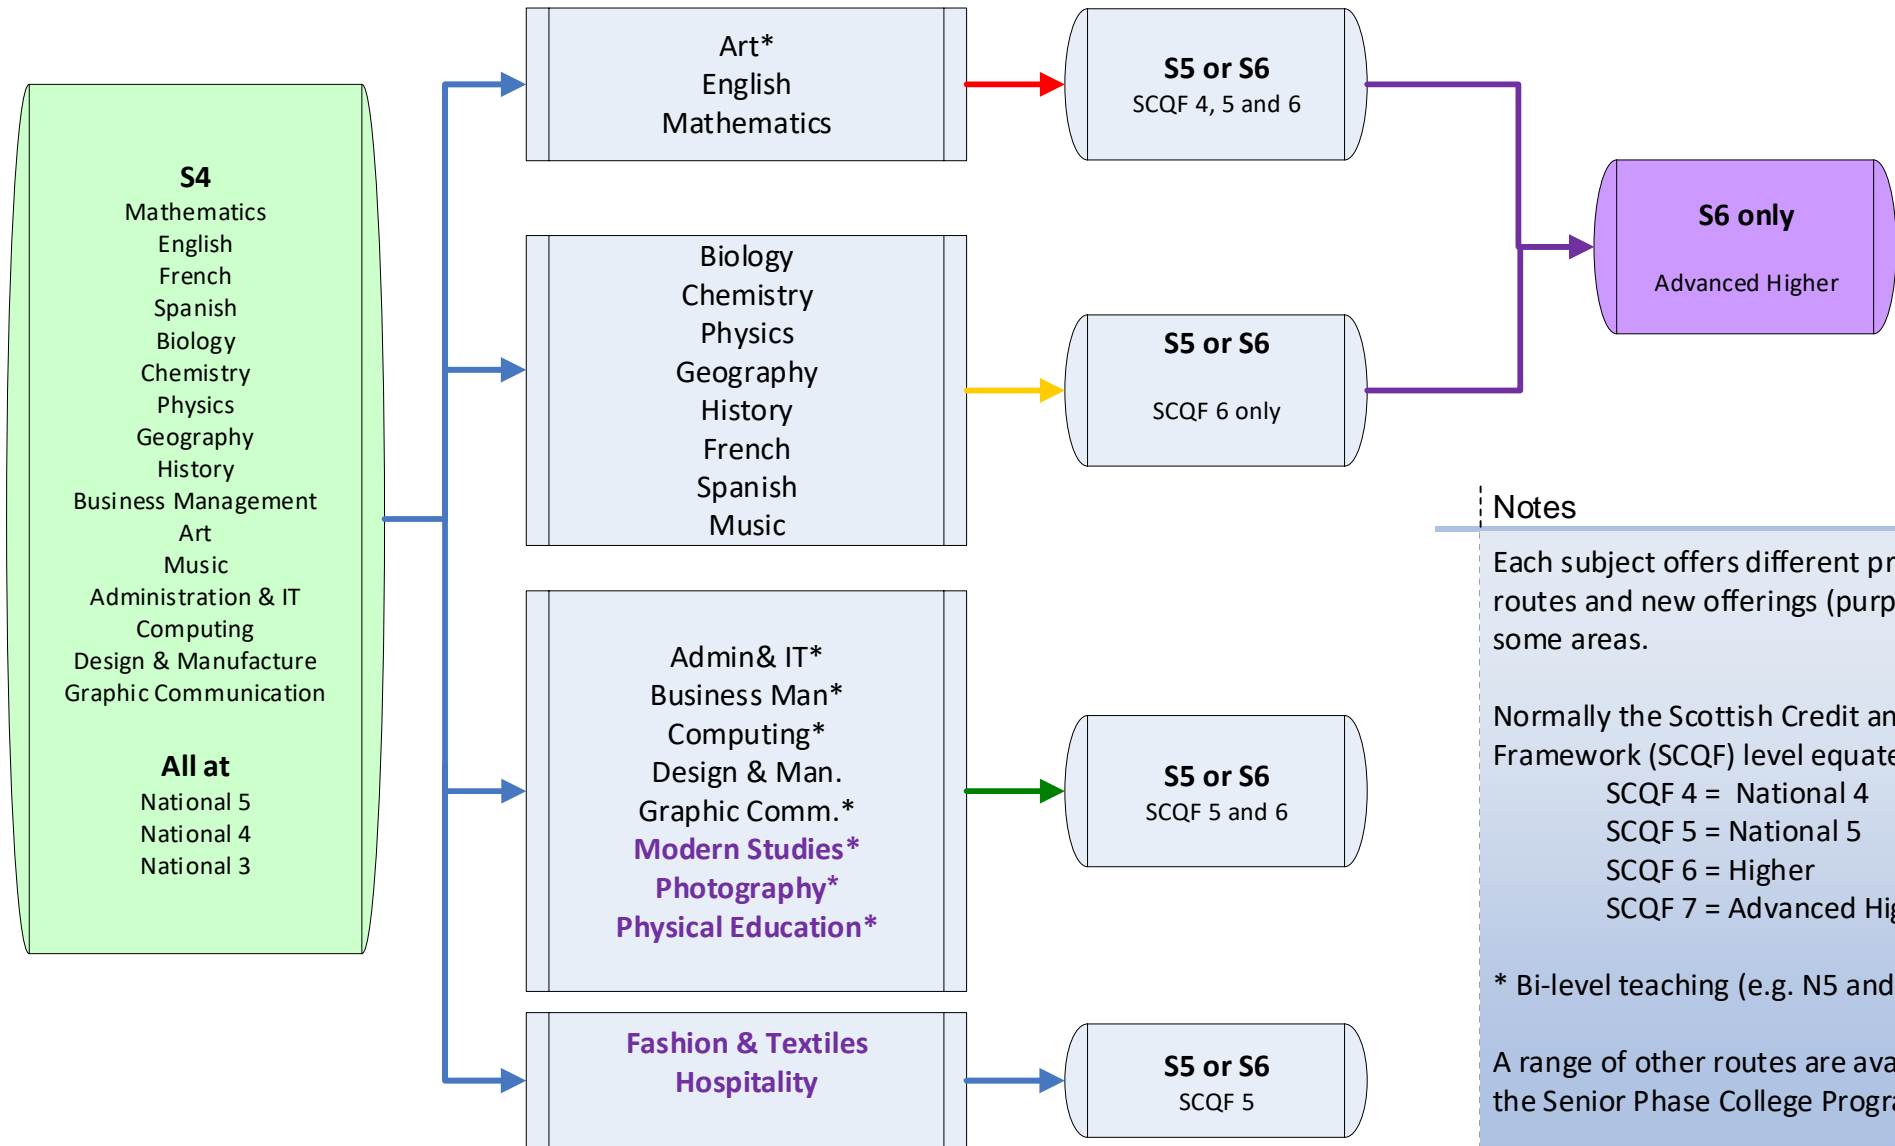 S4
Mathematics
English
French
Spanish
Biology
Chemistry
Physics
Geography
History
Business Management
Art
Music
Administration & IT
Computing
Design & Manufacture
Graphic Communication
All at
National 5
National 4
National 3
Art*
English
Mathematics
Biology
Chemistry
Physics
Geography
History
French
Spanish
Music
Admin& IT*
Business Man*
Computing*
Design & Man.
Graphic Comm.*
Modern Studies*
Photography*
Physical Education*
Fashion & Textiles
Hospitality
S5 or S6
SCQF 4, 5 and 6
S5 or S6
SCQF 6 only
S5 or S6
SCQF 5 and 6
S5 or S6
SCQF 5
S6 only
Advanced Higher
Notes
Each subject offers different
routes and new offerings
some areas.
Normally the Scottish Credit
Framework (SCQF) level
SCQF 4 = National 4
SCQF 5 = National 5
SCQF 6 = Higher
SCQF 7 = Advanced
* Bi-level teaching (e.g. N5 and
A range of other routes are
the Senior Phase College